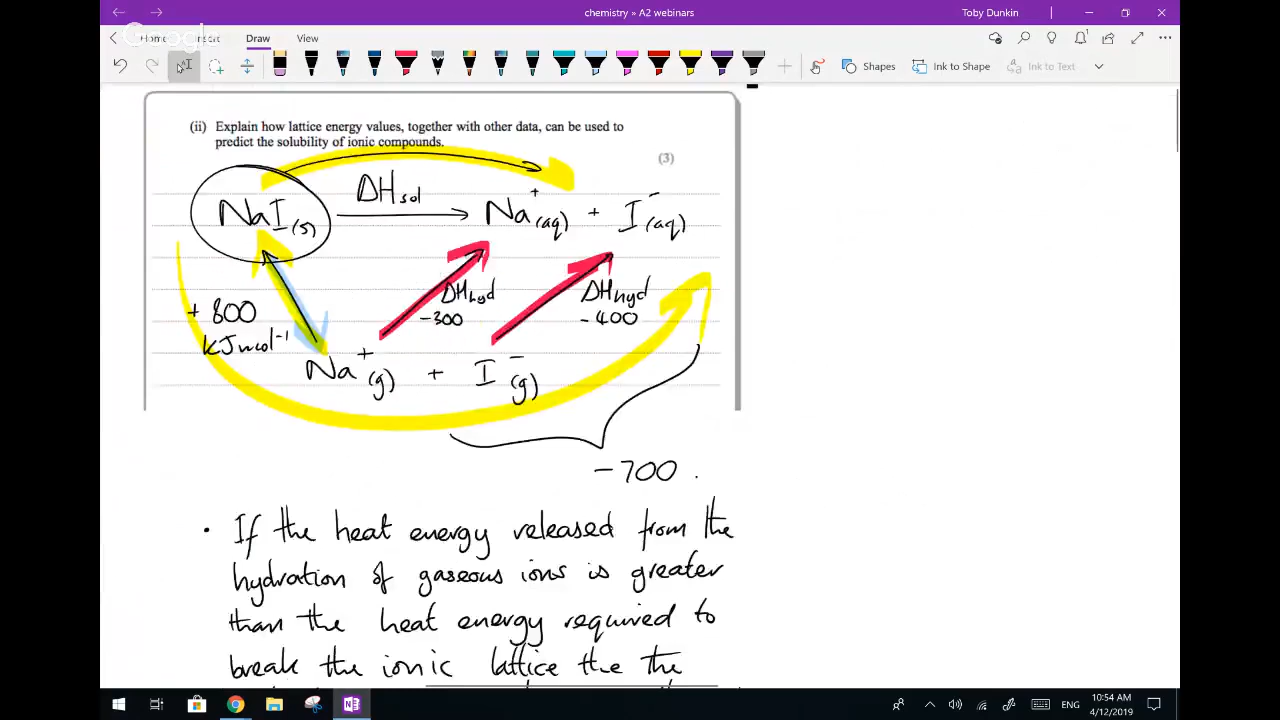 chemistry » A2 webinars
Toby Dunkin
Google
Home
Draw
View
Shapes
Ink to Shape
Ink to Text
(ii) Explain how lattice energy values, together with other data, can be used to
predict the solubility of ionic compounds.
(3)
NaI(s) ΔHsol Na+(aq) + I-(aq)
+ 800
kJmol-1
ΔHhyd
-300
ΔHhyd
-400
Na+(g) + I-(g)
-700.
• If the heat energy released from the
hydration of gaseous ions is greater
than the heat energy required to
break the ionic lattice the the
ENG
10:54 AM
4/12/2019